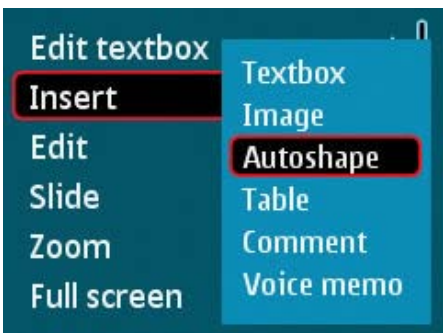 Edit textbox
Insert
Edit
Slide
Zoom
Full screen
Textbox
Image
Autoshape
Table
Comment
Voice memo